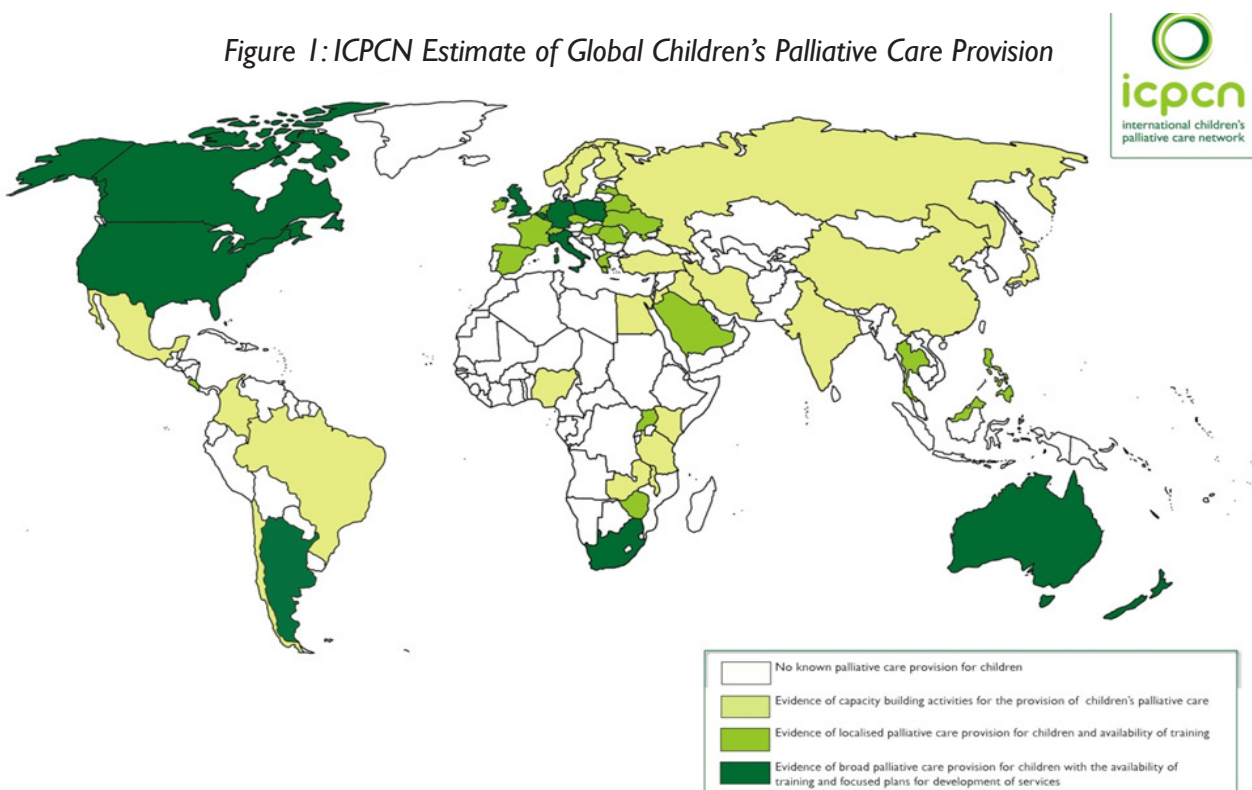 Figure 1: ICPCN Estimate of Global Children's Palliative Care Provision
icpcn
international children's
palliative care network
No known palliative care provision for children
Evidence of capacity building activities for the provision of children's palliative care
Evidence of localised palliative care provision for children and availability of training
Evidence of broad palliative care provision for children with the availability of
training and focused plans for development of services